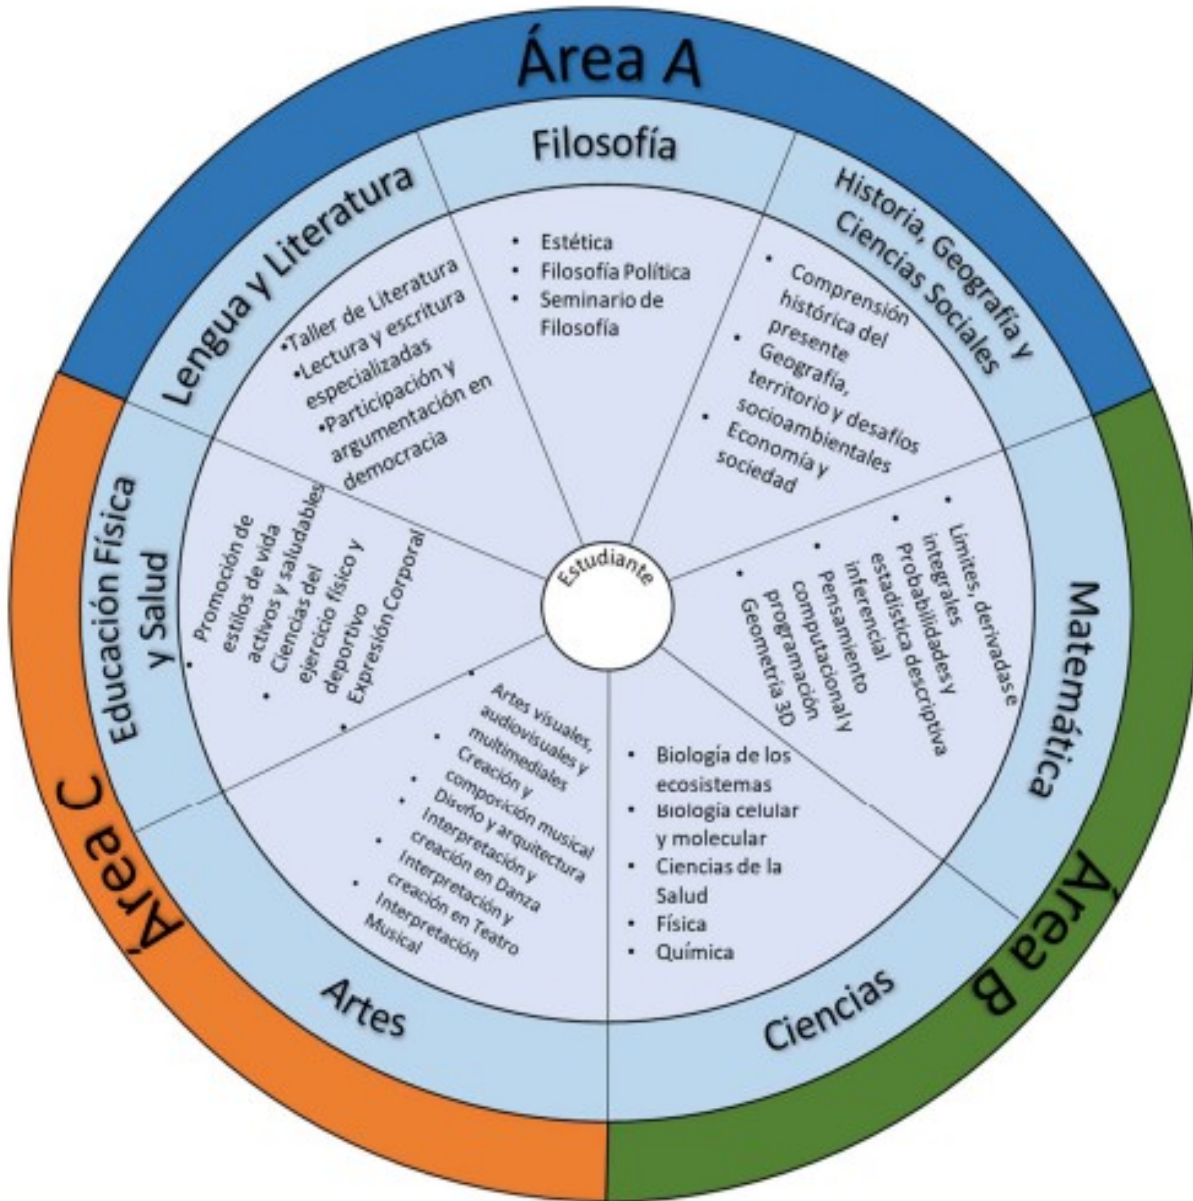 Área A
Filosofía
• Estética
• Filosofía Política
• Seminario de
Filosofía
Historia, Geografía y
Ciencias Sociales
• Comprensión
histórica del
presente
• Geografía,
territorio y desafíos
socioambientales
• Economía y
sociedad
Área B
Matemática
• Limites, derivadas e
integrales
• Probabilidades y
estadística descriptiva
inferencial
• Pensamiento
computacional y
programación
• Geometría 3D
Ciencias
• Biología de los
ecosistemas
• Biología celular
y molecular
• Ciencias de la
Salud
• Física
• Química
Área C
Artes
• Artes visuales,
audiovisuales y
multimediales
• Creación y
composición musical
• Diseño y arquitectura
• Interpretación y
creación en Danza
• Interpretación y
creación en Teatro
• Interpretación
Musical
Educación Física
y Salud
• Promoción de
estilos de vida
activos y saludables
• Ciencias del
ejercicio físico y
deportivo
• Expresión Corporal
Lengua y Literatura
•Taller de Literatura
•Lectura y escritura
especializadas
•Participación y
argumentación en
democracia
Estudiante